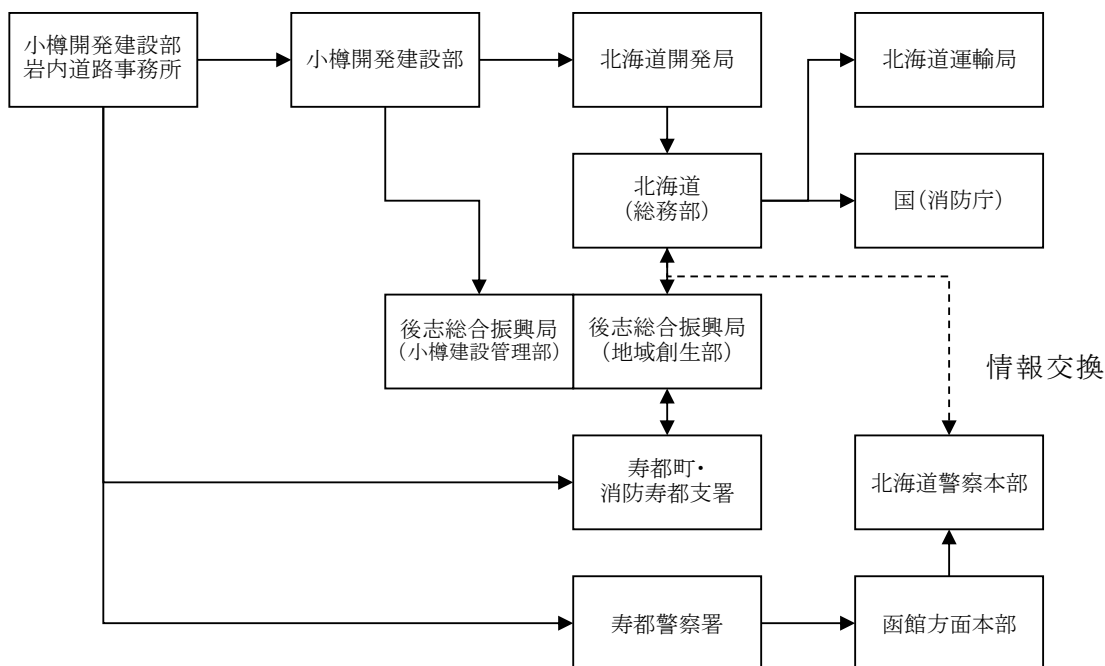 小樽開発建設部
岩内道路事務所
小樽開発建設部
北海道開発局
北海道運輸局
北海道
（総務部）
国（消防庁）
後志総合振興局
（小樽建設管理部）
後志総合振興局
（地域創生部）
情報交換
寿都町・
消防寿都支署
北海道警察本部
寿都警察署
函館方面本部